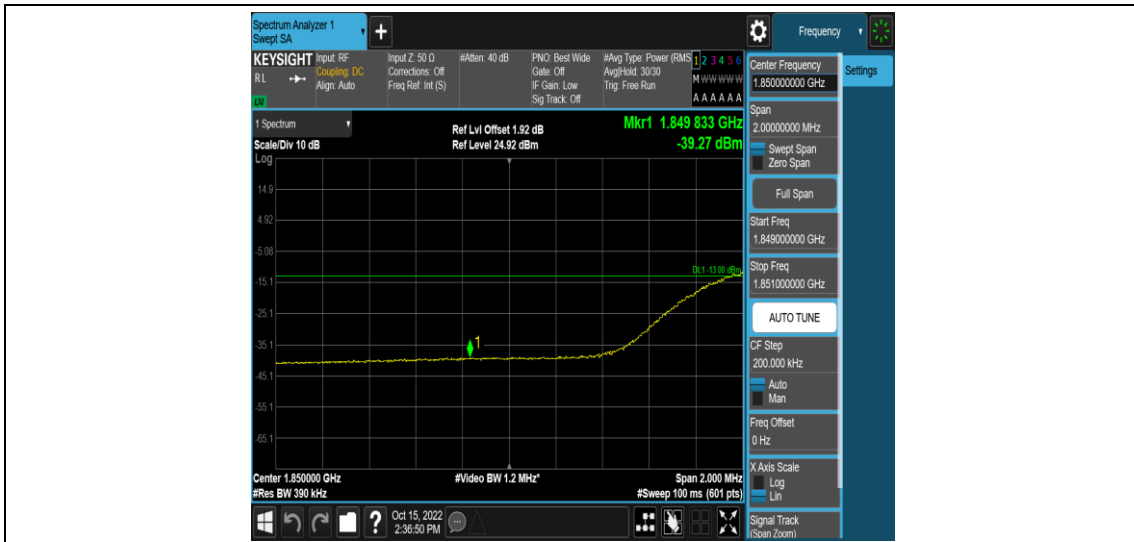 Spectrum Analyzer 1
Swept SA
+
Frequency
KEYSIGHT
RL
LXI
Input: RF
Coupling: DC
Align: Auto
Input Z: 50 Ω
Corrections: Off
Freq Ref: Int (S)
#Atten: 40 dB
PNO: Best Wide
Gate: Off
IF Gain: Low
Sig Track: Off
#Avg Type: Power (RMS
Avg|Hold: 30/30
Trig: Free Run
1 2 3 4 5 6
M W W W W W
A A A A A A
Center Frequency
1.850000000 GHz
Settings
1 Spectrum
Ref Lvl Offset 1.92 dB
Mkr1 1.849 833 GHz
Scale/Div 10 dB
Ref Level 24.92 dBm
-39.27 dBm
Log
14.9
4.92
-5.08
DL1 -13.00 dBm
-15.1
-25.1
-35.1
1
-45.1
-55.1
-65.1
Center 1.850000 GHz
#Video BW 1.2 MHz*
Span 2.000 MHz
#Res BW 390 kHz
#Sweep 100 ms (601 pts)
Span
2.00000000 MHz
Swept Span
Zero Span
Full Span
Start Freq
1.849000000 GHz
Stop Freq
1.851000000 GHz
AUTO TUNE
CF Step
200.000 kHz
Auto
Man
Freq Offset
0 Hz
X Axis Scale
Log
Lin
Signal Track
(Span Zoom)
?
Oct 15, 2022
2:36:50 PM